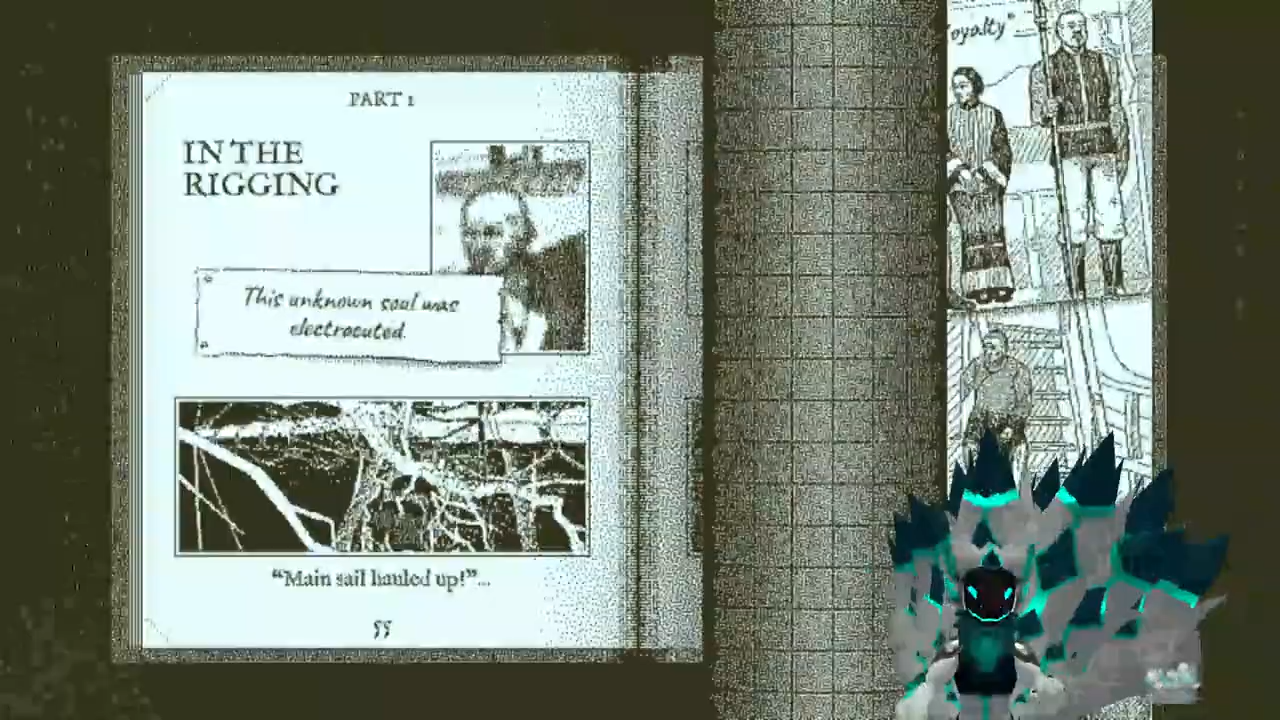 PART 1
IN THE
RIGGING
This unknown soul was
electrocuted.
“Main sail hauled up!”...
55
oyalty"